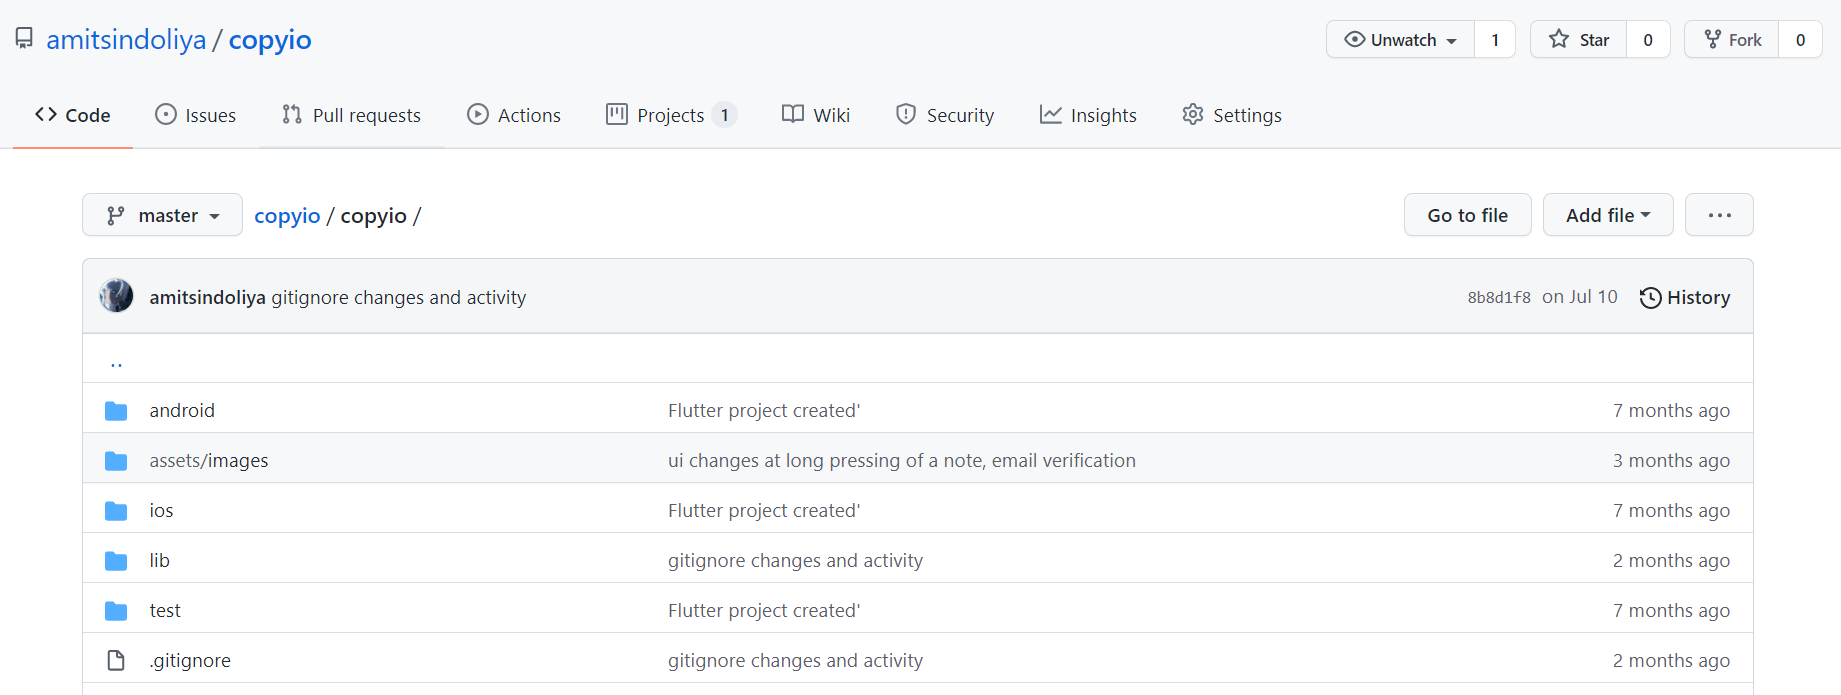 amitsindoliya / copyio
Unwatch 1 Star 0 Fork 0
Code Issues Pull requests Actions Projects 1 Wiki Security Insights Settings
master copyio / copyio / Go to file Add file ...
amitsindoliya gitignore changes and activity 8b8d1f8 on Jul 10 History
..
android Flutter project created' 7 months ago
assets/images ui changes at long pressing of a note, email verification 3 months ago
ios Flutter project created' 7 months ago
lib gitignore changes and activity 2 months ago
test Flutter project created' 7 months ago
.gitignore gitignore changes and activity 2 months ago